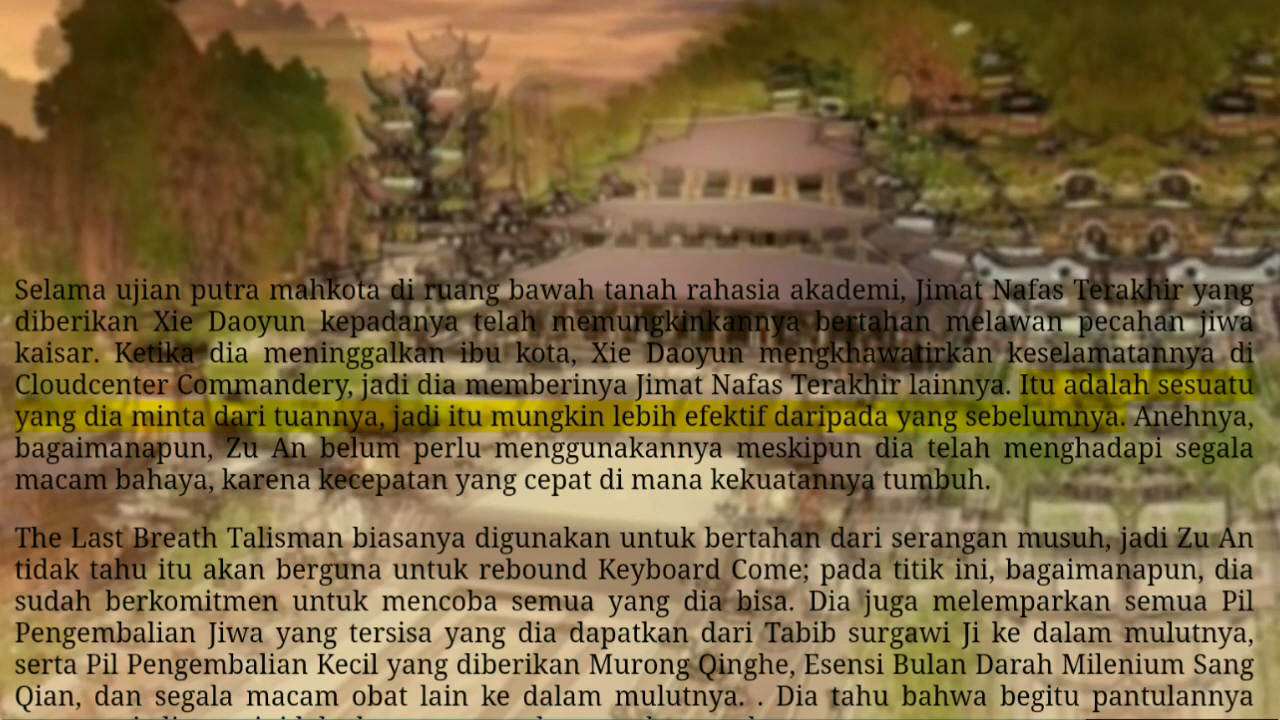 Selama ujian putra mahkota di ruang bawah tanah rahasia akademi, Jimat Nafas Terakhir yang
diberikan Xie Daoyun kepadanya telah memungkinkannya bertahan melawan pecahan jiwa
kaisar. Ketika dia meninggalkan ibu kota, Xie Daoyun mengkhawatirkan keselamatannya di
Cloudcenter Commandery, jadi dia memberinya Jimat Nafas Terakhir lainnya. Itu adalah sesuatu
yang dia minta dari tuannya, jadi itu mungkin lebih efektif daripada yang sebelumnya. Anehnya,
bagaimanapun, Zu An belum perlu menggunakannya meskipun dia telah menghadapi segala
macam bahaya, karena kecepatan yang cepat di mana kekuatannya tumbuh.
The Last Breath Talisman biasanya digunakan untuk bertahan dari serangan musuh, jadi Zu An
tidak tahu itu akan berguna untuk rebound Keyboard Come; pada titik ini, bagaimanapun, dia
sudah berkomitmen untuk mencoba semua yang dia bisa. Dia juga melemparkan semua Pil
Pengembalian Jiwa yang tersisa yang dia dapatkan dari Tabib surgawi Ji ke dalam mulutnya,
serta Pil Pengembalian Kecil yang diberikan Murong Qinghe, Esensi Bulan Darah Milenium Sang
Qian, dan segala macam obat lain ke dalam mulutnya. . Dia tahu bahwa begitu pantulannya